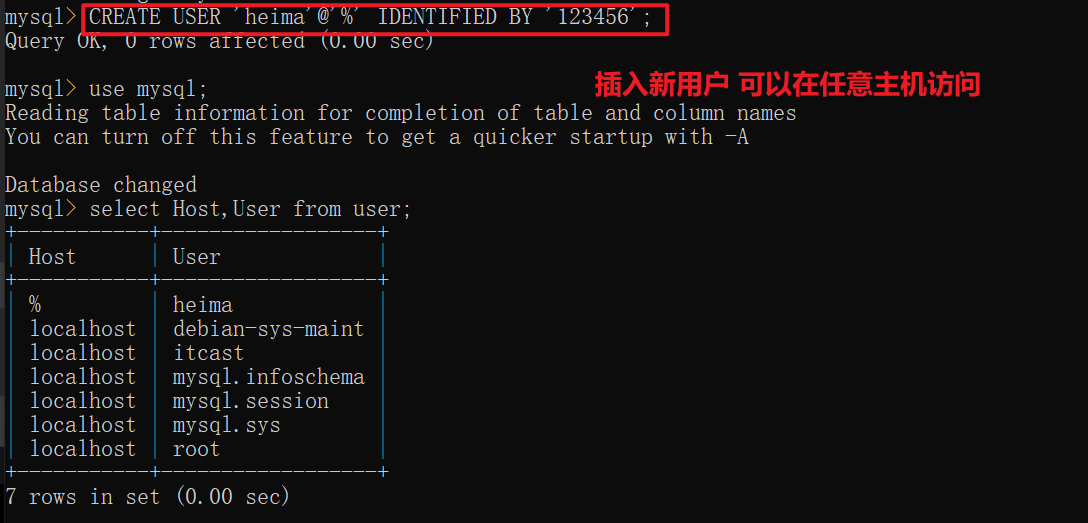 mysql> CREATE USER 'heima'@'%' IDENTIFIED BY '123456';
Query OK, 0 rows affected (0.00 sec)
mysql> use mysql;
插入新用户 可以在任意主机访问
Reading table information for completion of table and column names
You can turn off this feature to get a quicker startup with -A
Database changed
mysql> select Host,User from user;
+-----------+------------------+
| Host      | User             |
+-----------+------------------+
| %         | heima            |
| localhost | debian-sys-maint |
| localhost | itcast           |
| localhost | mysql.infoschema |
| localhost | mysql.session    |
| localhost | mysql.sys        |
| localhost | root             |
+-----------+------------------+
7 rows in set (0.00 sec)